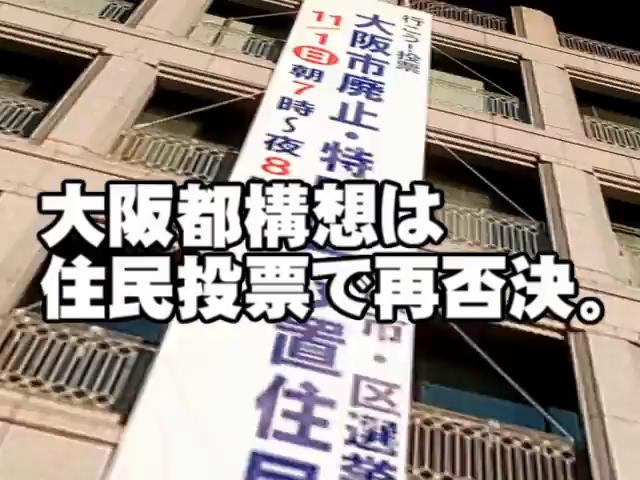 行こう!投票
大阪市廃止・特
置住民
11/1㊐朝7時~夜8
市・区選挙
大阪都構想は
住民投票で再否決。